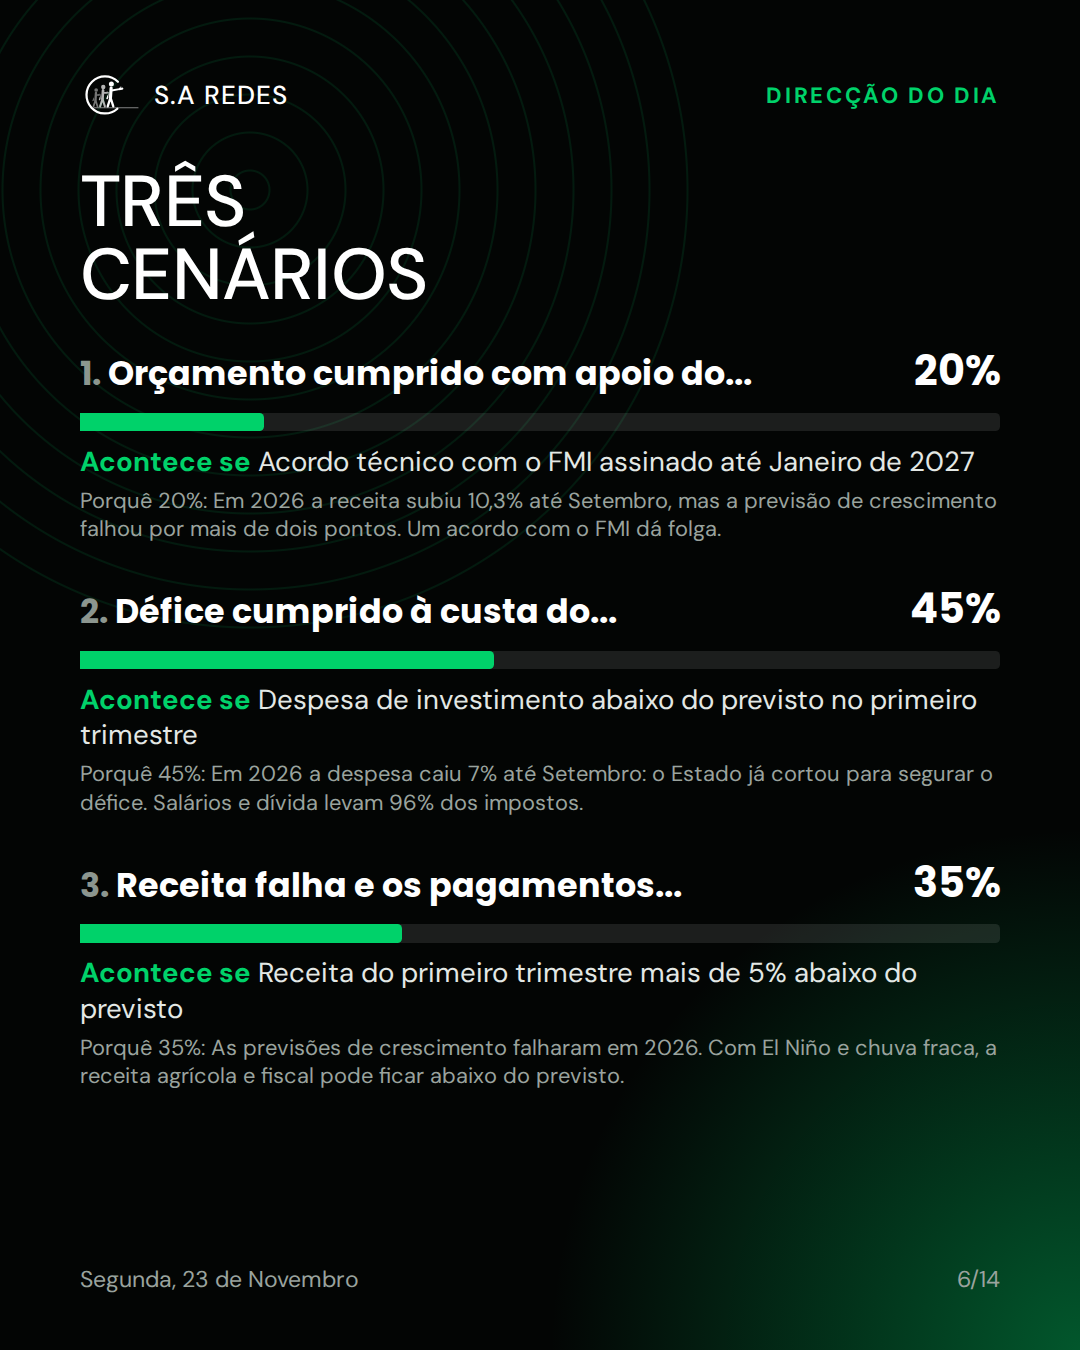 S.A REDES
DIRECÇÃO DO DIA
TRÊS
CENÁRIOS
1. Orçamento cumprido com apoio do...
20%
Acontece se Acordo técnico com o FMI assinado até Janeiro de 2027
Porquê 20%: Em 2026 a receita subiu 10,3% até Setembro, mas a previsão de crescimento
falhou por mais de dois pontos. Um acordo com o FMI dá folga.
2. Défice cumprido à custa do...
45%
Acontece se Despesa de investimento abaixo do previsto no primeiro
trimestre
Porquê 45%: Em 2026 a despesa caiu 7% até Setembro: o Estado já cortou para segurar o
défice. Salários e dívida levam 96% dos impostos.
3. Receita falha e os pagamentos...
35%
Acontece se Receita do primeiro trimestre mais de 5% abaixo do
previsto
Porquê 35%: As previsões de crescimento falharam em 2026. Com El Niño e chuva fraca, a
receita agrícola e fiscal pode ficar abaixo do previsto.
Segunda, 23 de Novembro
6/14